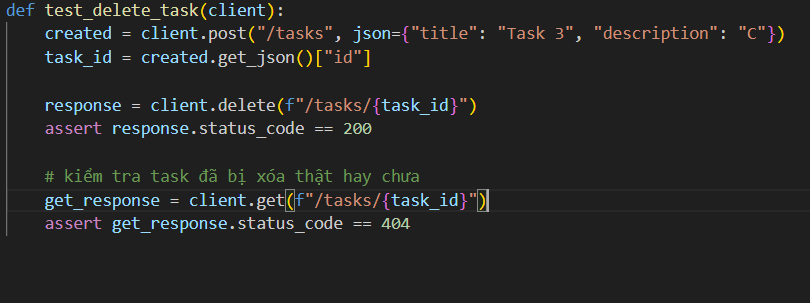 def test_delete_task(client):
    created = client.post("/tasks", json={"title": "Task 3", "description": "C"})
    task_id = created.get_json()["id"]

    response = client.delete(f"/tasks/{task_id}")
    assert response.status_code == 200

    # kiểm tra task đã bị xóa thật hay chưa
    get_response = client.get(f"/tasks/{task_id}")
    assert get_response.status_code == 404